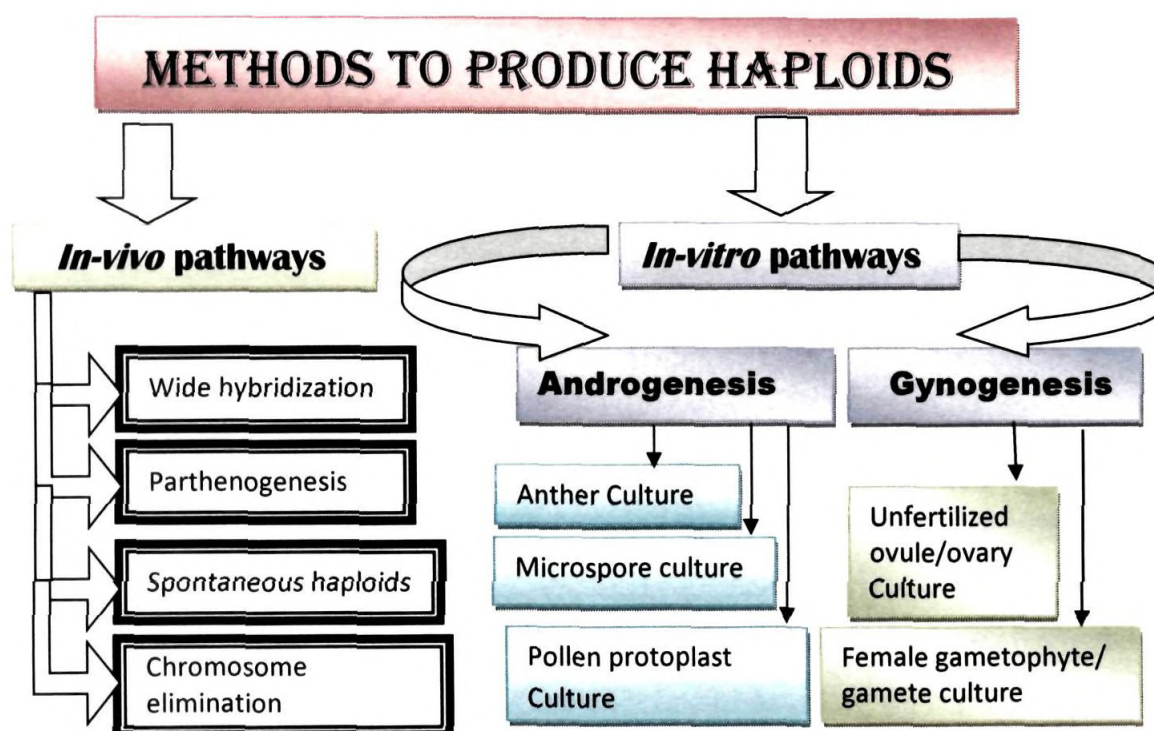 METHODS TO PRODUCE HAPLOIDS
In-vivo pathways
Wide hybridization
Parthenogenesis
Spontaneous haploids
Chromosome
elimination
In-vitro pathways
Androgenesis
Anther Culture
Microspore culture
Pollen protoplast
Culture
Gynogenesis
Unfertilized
ovule/ovary
Culture
Female gametophyte/
gamete culture